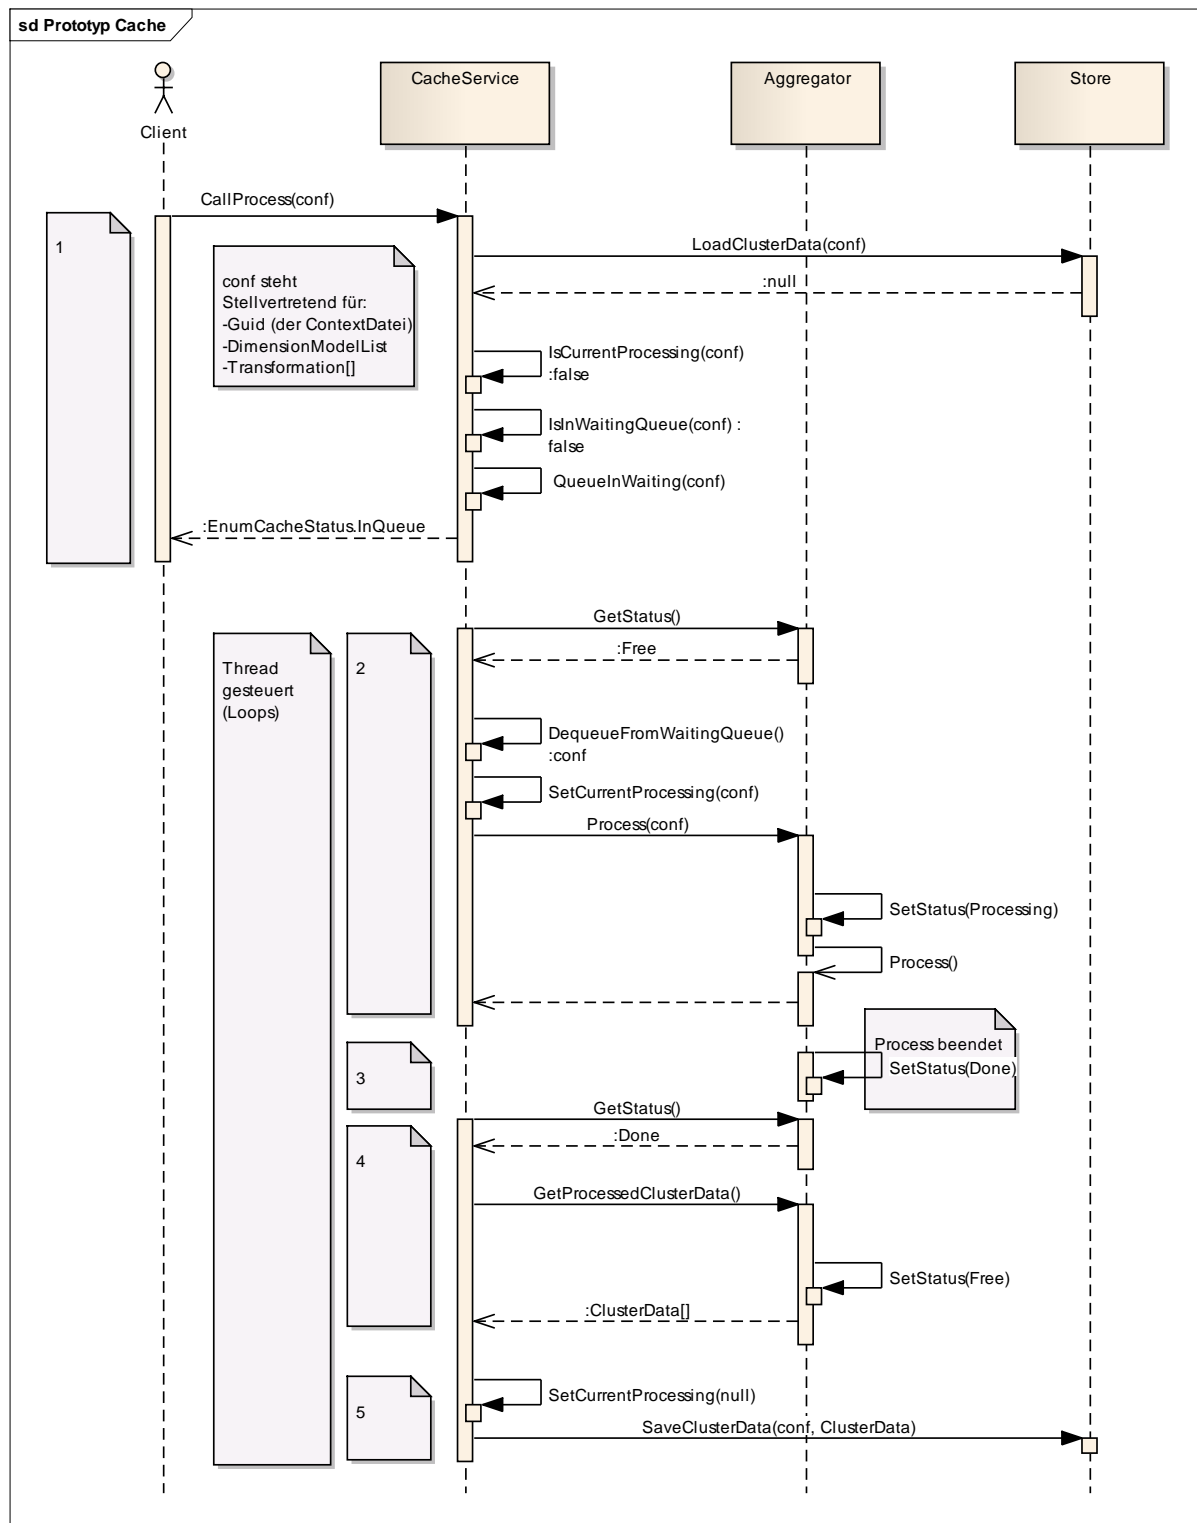 sd Prototyp Cache
Client
CacheService
Aggregator
Store
CallProcess(conf)
1
LoadClusterData(conf)
:null
conf steht
Stellvertretend für:
-Guid (der ContextDatei)
-DimensionModelList
-Transformation[]
IsCurrentProcessing(conf)
:false
IsInWaitingQueue(conf) :
false
QueueInWaiting(conf)
:EnumCacheStatus.InQueue
GetStatus()
:Free
Thread
gesteuert
(Loops)
2
DequeueFromWaitingQueue()
:conf
SetCurrentProcessing(conf)
Process(conf)
SetStatus(Processing)
Process()
Process beendet
SetStatus(Done)
3
GetStatus()
:Done
4
GetProcessedClusterData()
SetStatus(Free)
:ClusterData[]
SetCurrentProcessing(null)
5
SaveClusterData(conf, ClusterData)